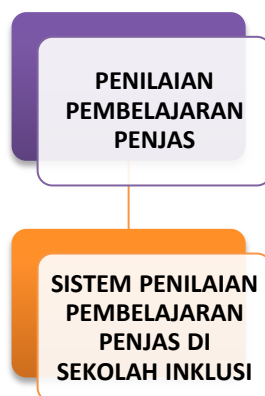 PENILAIAN
PEMBELAJARAN
PENJAS
SISTEM PENILAIAN
PEMBELAJARAN
PENJAS DI
SEKOLAH INKLUSI